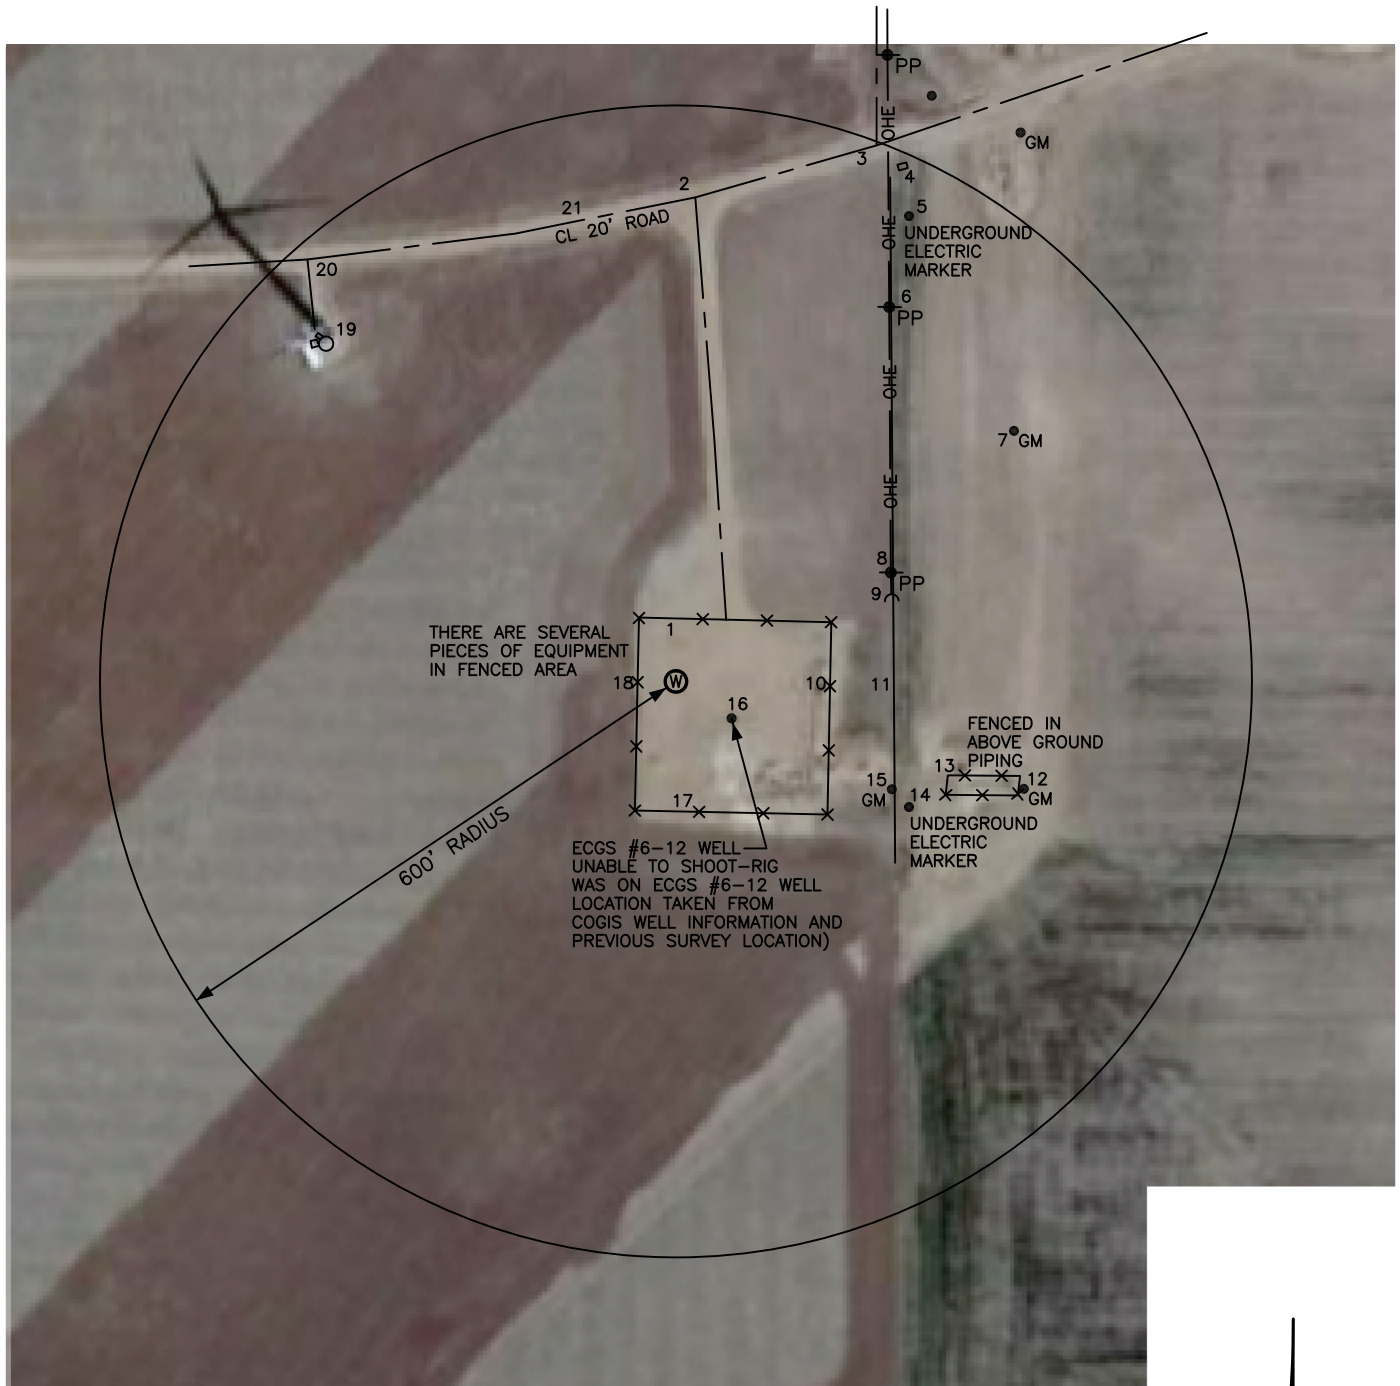 PP
OHE
GM
3
4
2
5
21
CL 20' ROAD
UNDERGROUND
ELECTRIC
MARKER
OHE
20
6
PP
19
OHE
7 GM
OHE
8
PP
9
THERE ARE SEVERAL
PIECES OF EQUIPMENT
IN FENCED AREA
1
18
W
10
11
16
FENCED IN
ABOVE GROUND
PIPING
13
12
GM
15
GM
14
17
UNDERGROUND
ELECTRIC
MARKER
600' RADIUS
ECGS #6-12 WELL
UNABLE TO SHOOT-RIG
WAS ON ECGS #6-12 WELL
LOCATION TAKEN FROM
COGIS WELL INFORMATION AND
PREVIOUS SURVEY LOCATION)